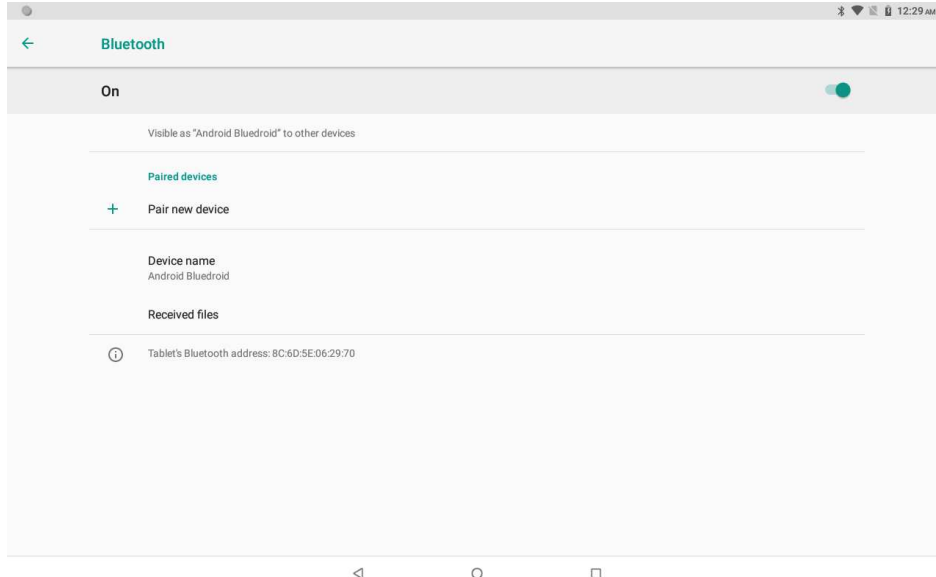 12:29 AM
Bluetooth
On
Visible as "Android Bluedroid" to other devices
Paired devices
+ Pair new device
Device name
Android Bluedroid
Received files
Tablet's Bluetooth address: 8C:6D:5E:06:29:70